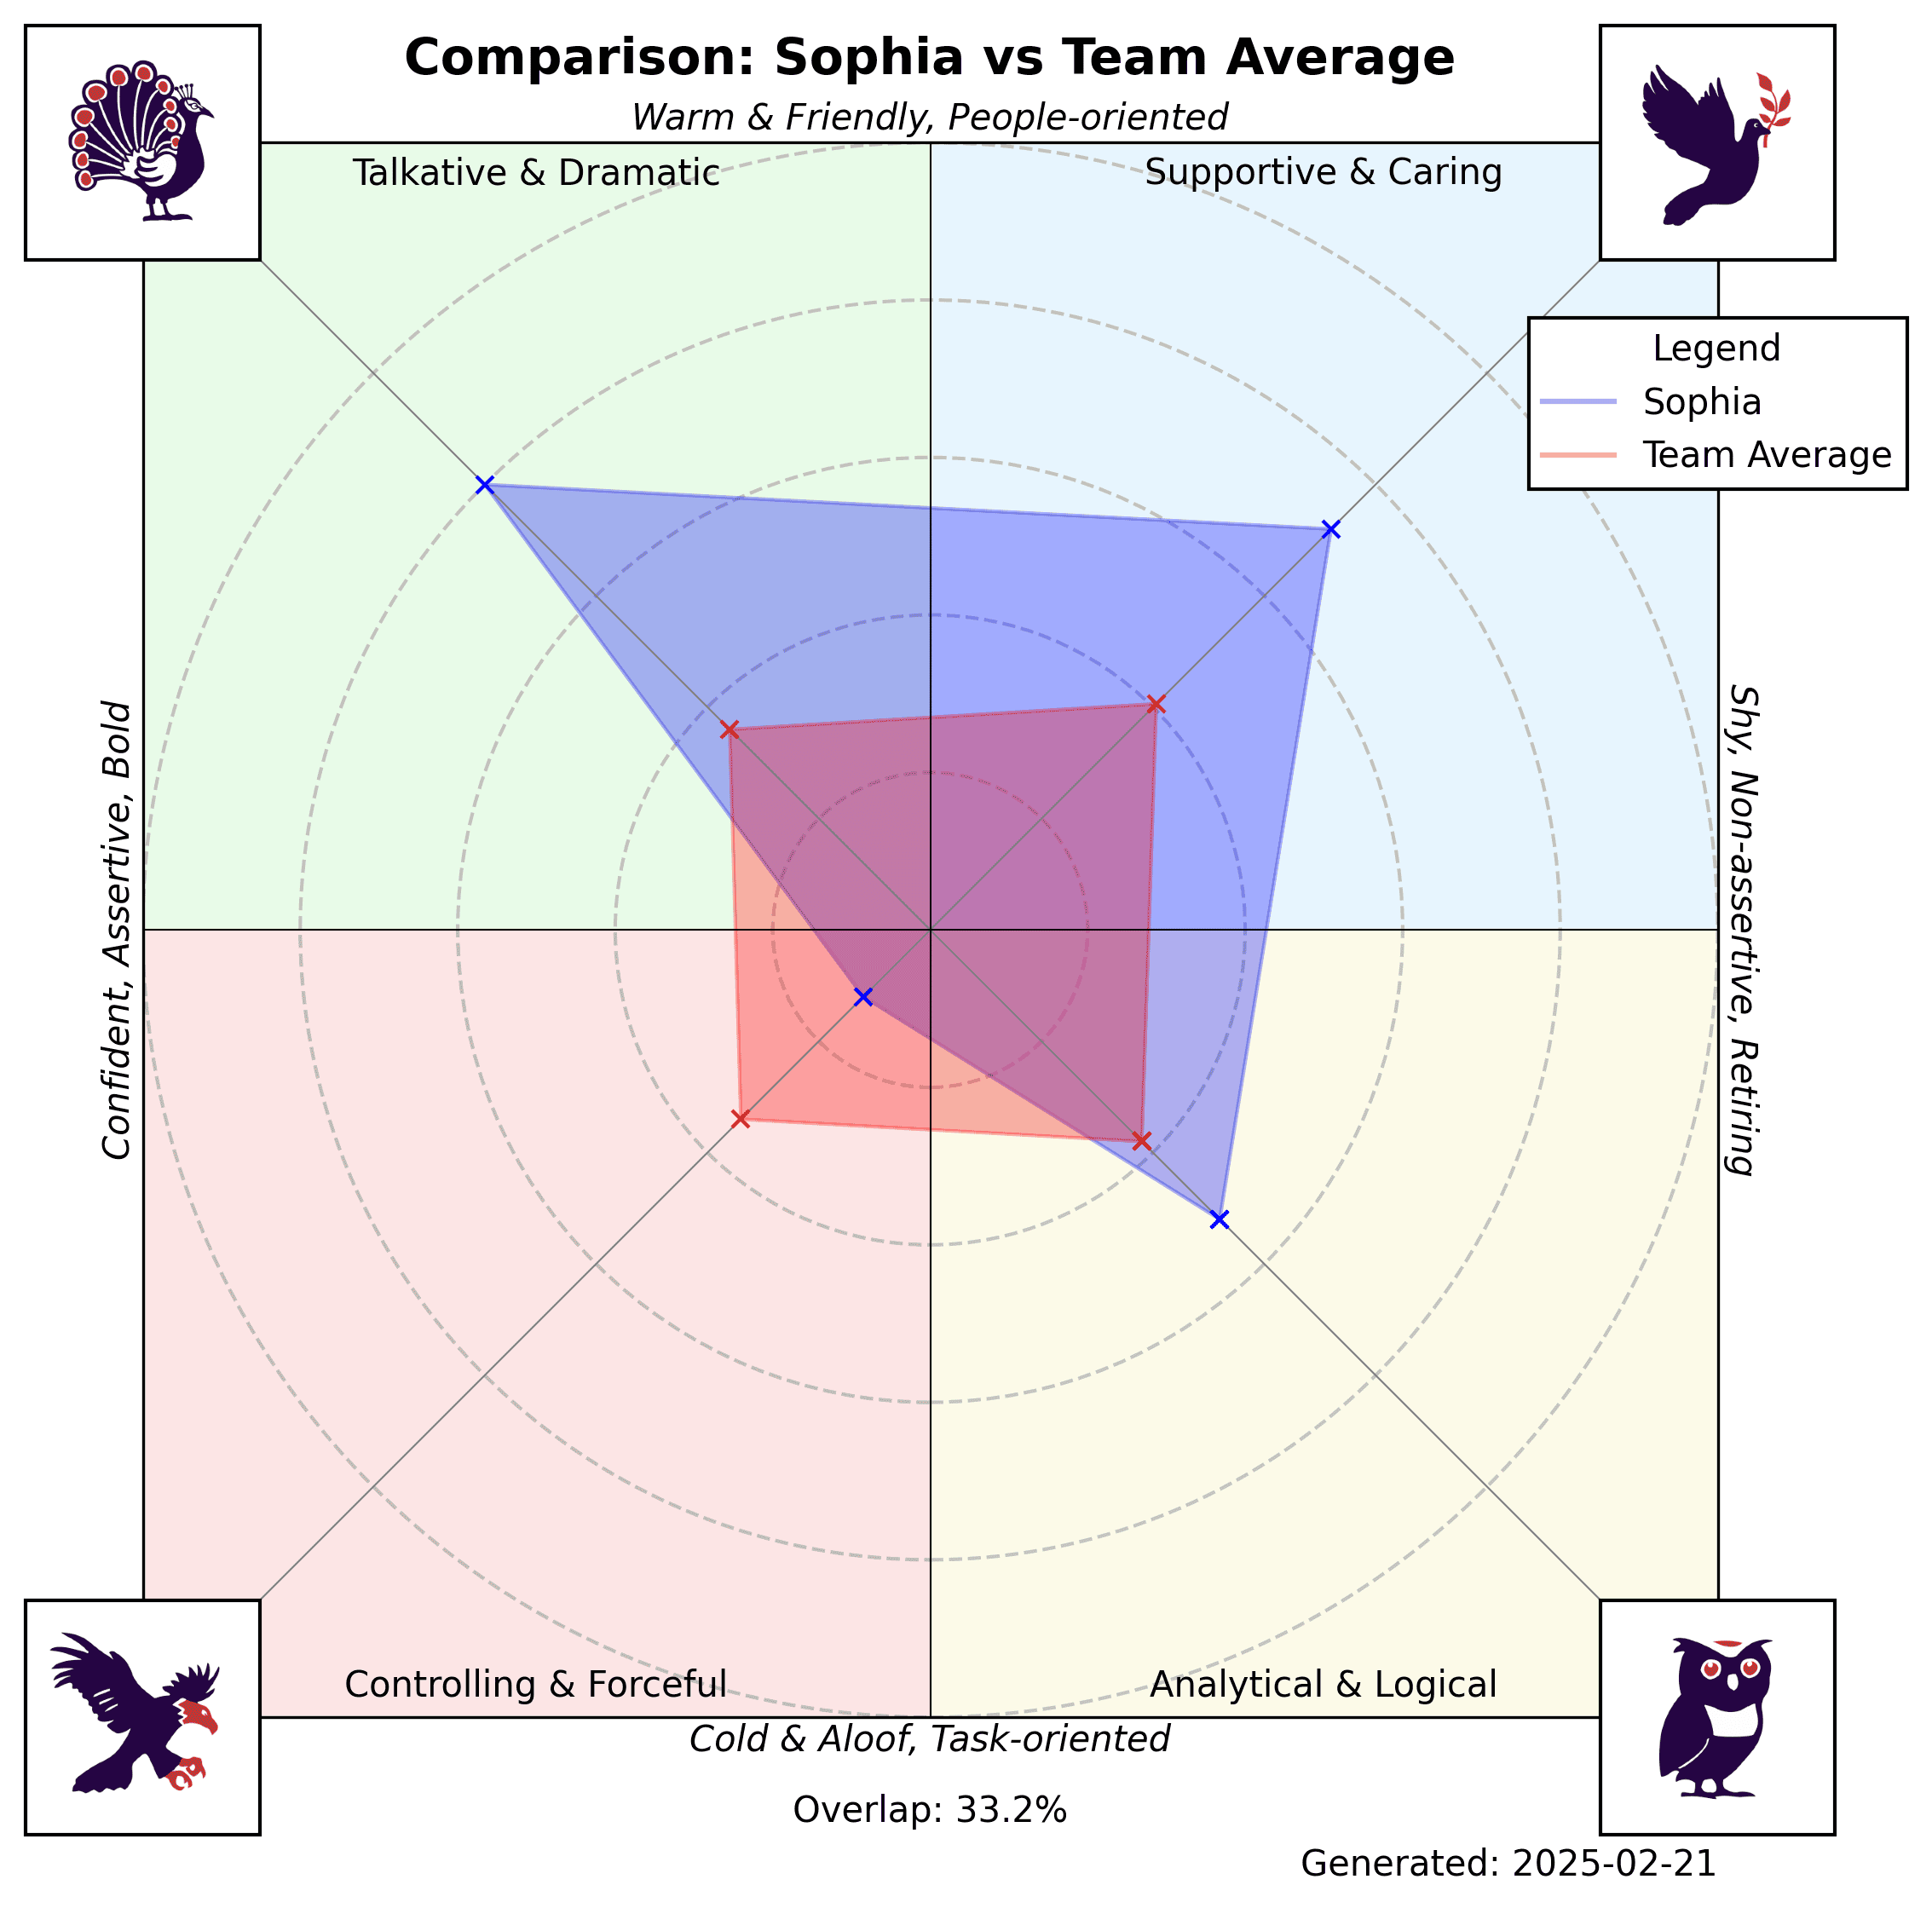 Comparison: Sophia vs Team Average
Warm & Friendly, People-oriented
Talkative & Dramatic
Supportive & Caring
Legend
Sophia
Team Average
Confident, Assertive, Bold
Shy, Non-assertive, Retiring
Controlling & Forceful
Analytical & Logical
Cold & Aloof, Task-oriented
Overlap: 33.2%
Generated: 2025-02-21